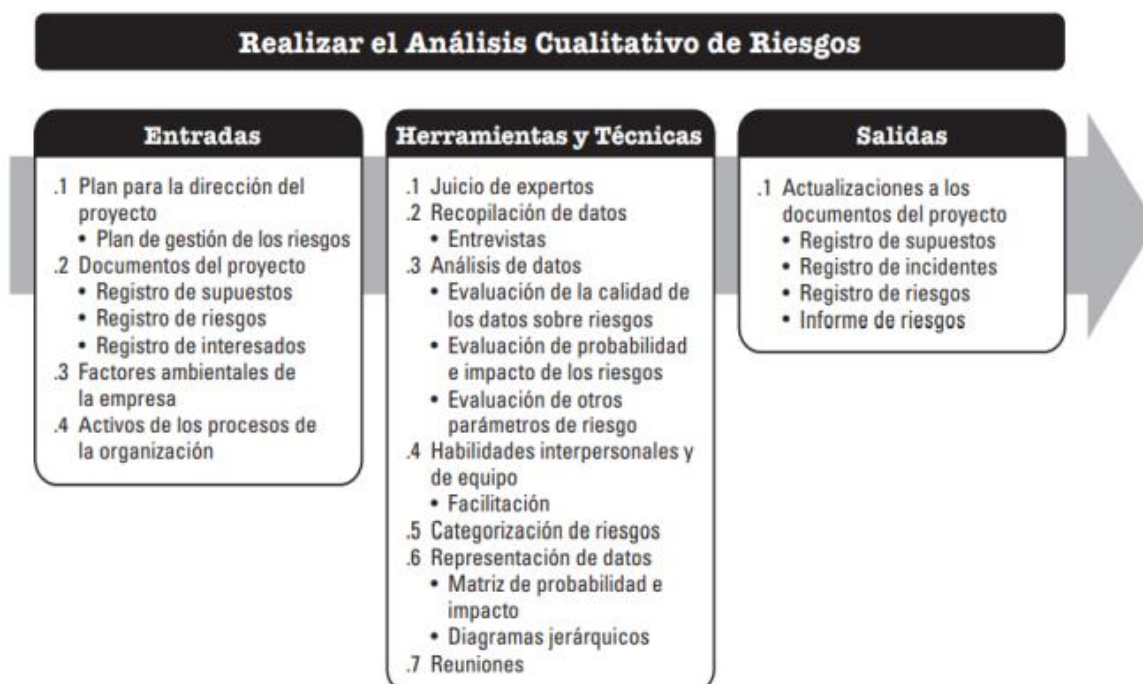 Realizar el Análisis Cualitativo de Riesgos
Entradas
.1 Plan para la dirección del
proyecto
• Plan de gestión de los riesgos
.2 Documentos del proyecto
• Registro de supuestos
• Registro de riesgos
• Registro de interesados
.3 Factores ambientales de
la empresa
.4 Activos de los procesos de
la organización
Herramientas y Técnicas
.1 Juicio de expertos
.2 Recopilación de datos
• Entrevistas
.3 Análisis de datos
• Evaluación de la calidad de
los datos sobre riesgos
• Evaluación de probabilidad
e impacto de los riesgos
• Evaluación de otros
parámetros de riesgo
.4 Habilidades interpersonales y
de equipo
• Facilitación
.5 Categorización de riesgos
.6 Representación de datos
• Matriz de probabilidad e
impacto
• Diagramas jerárquicos
.7 Reuniones
Salidas
.1 Actualizaciones a los
documentos del proyecto
• Registro de supuestos
• Registro de incidentes
• Registro de riesgos
• Informe de riesgos